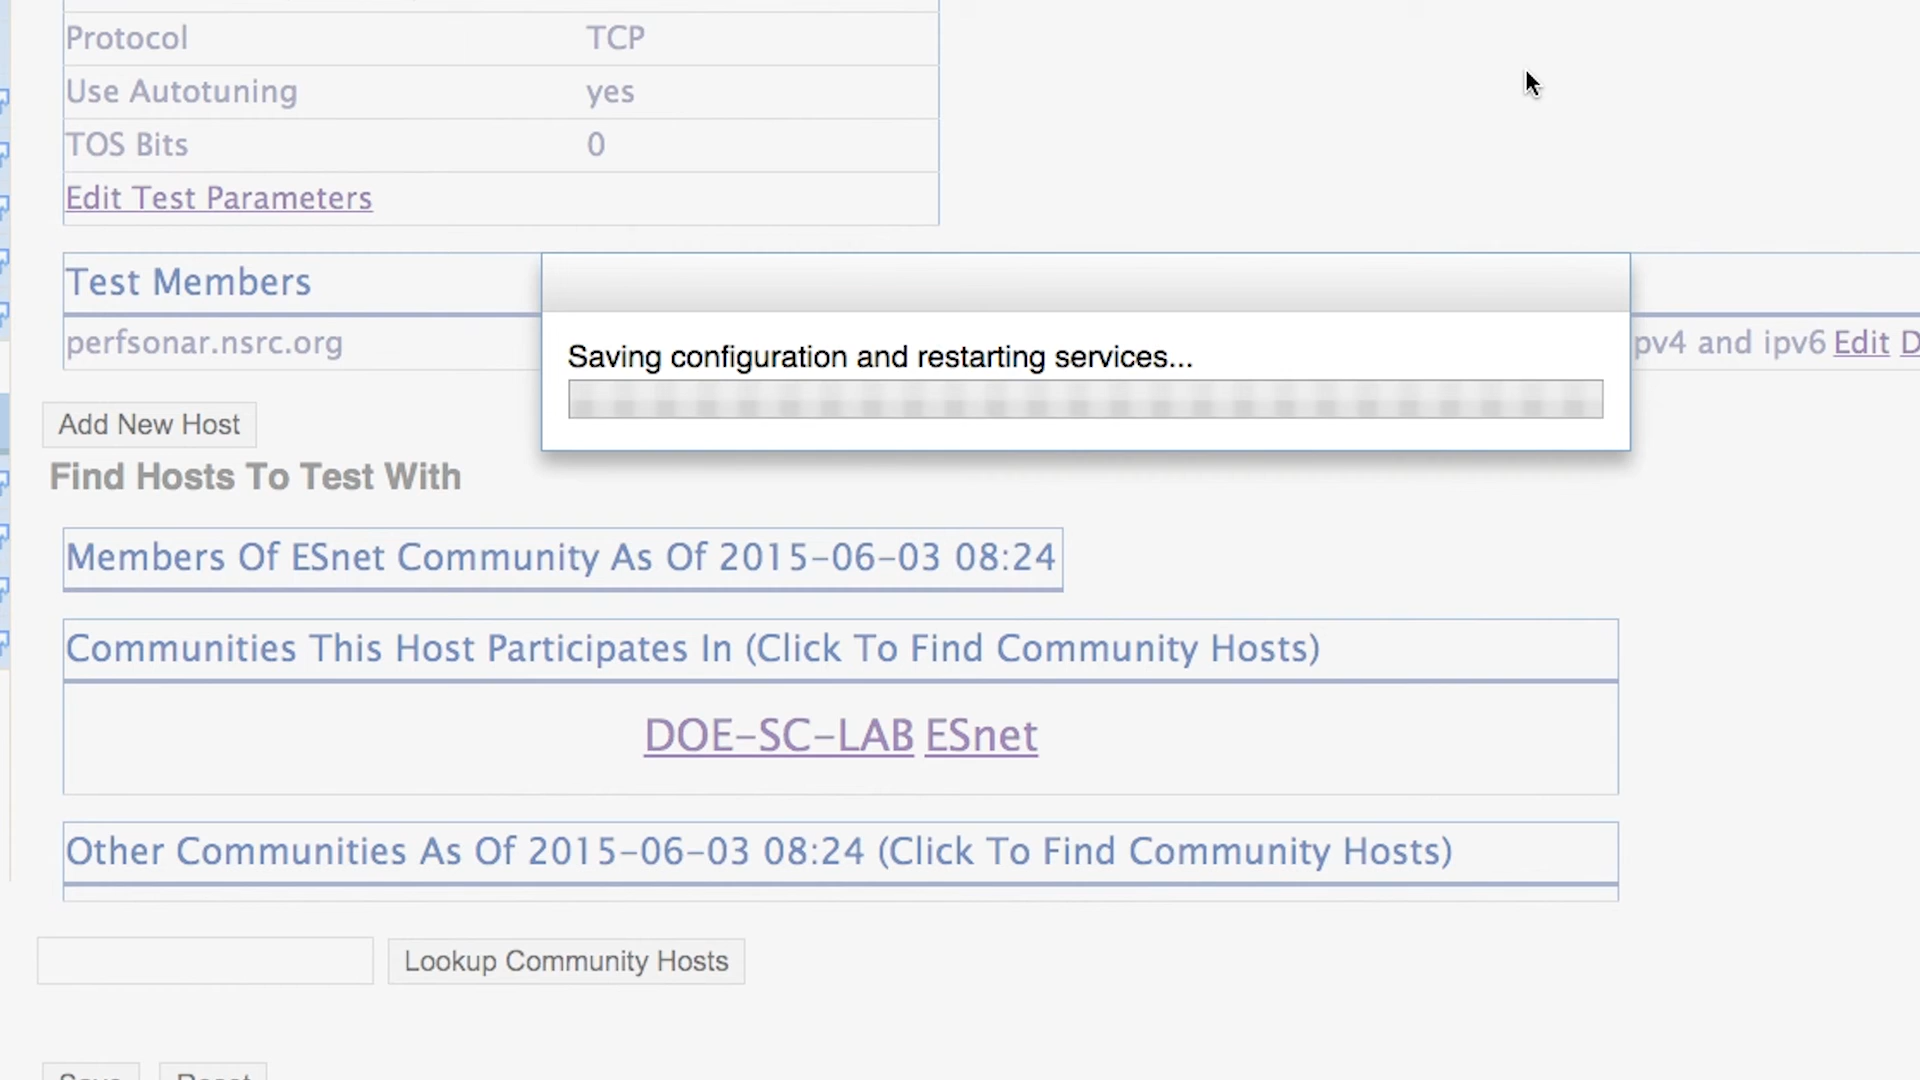 Protocol TCP
Use Autotuning yes
TOS Bits 0
Edit Test Parameters
Test Members
perfsonar.nsrc.org
and ipv6 Edit
Saving configuration and restarting services...
Add New Host
Find Hosts To Test With
Members Of ESnet Community As Of 2015-06-03 08:24
Communities This Host Participates In (Click To Find Community Hosts)
DOE-SC-LAB ESnet
Other Communities As Of 2015-06-03 08:24 (Click To Find Community Hosts)
Lookup Community Hosts
Save Reset